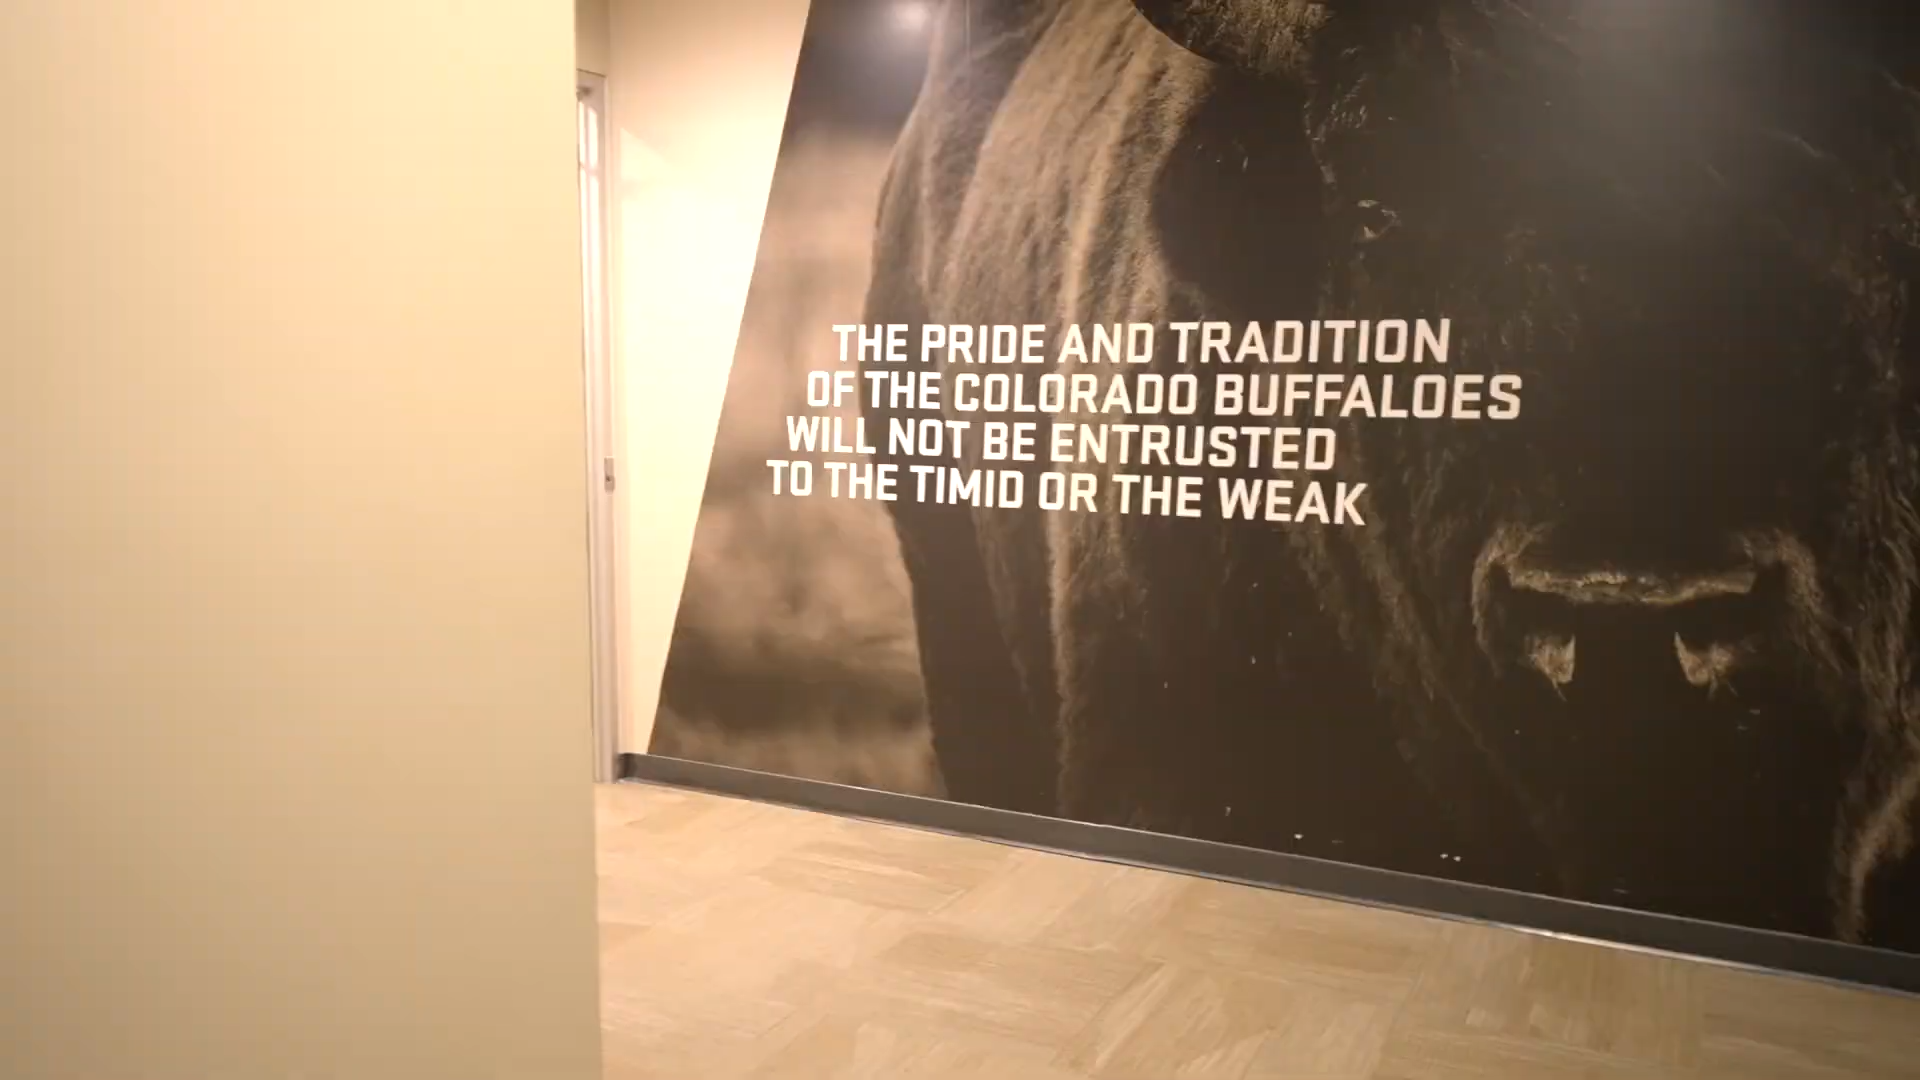 THE PRIDE AND TRADITION
OF THE COLORADO BUFFALOES
WILL NOT BE ENTRUSTED
TO THE TIMID OR THE WEAK